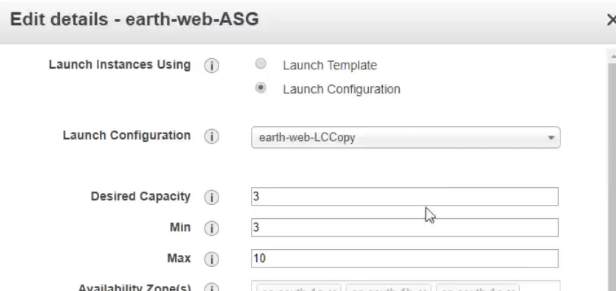 Edit details - earth-web-ASG
Launch Instances Using
Launch Template
Launch Configuration
Launch Configuration
earth-web-LCCopy
Desired Capacity
3
Min
3
Max
10
Availability Zone(s)